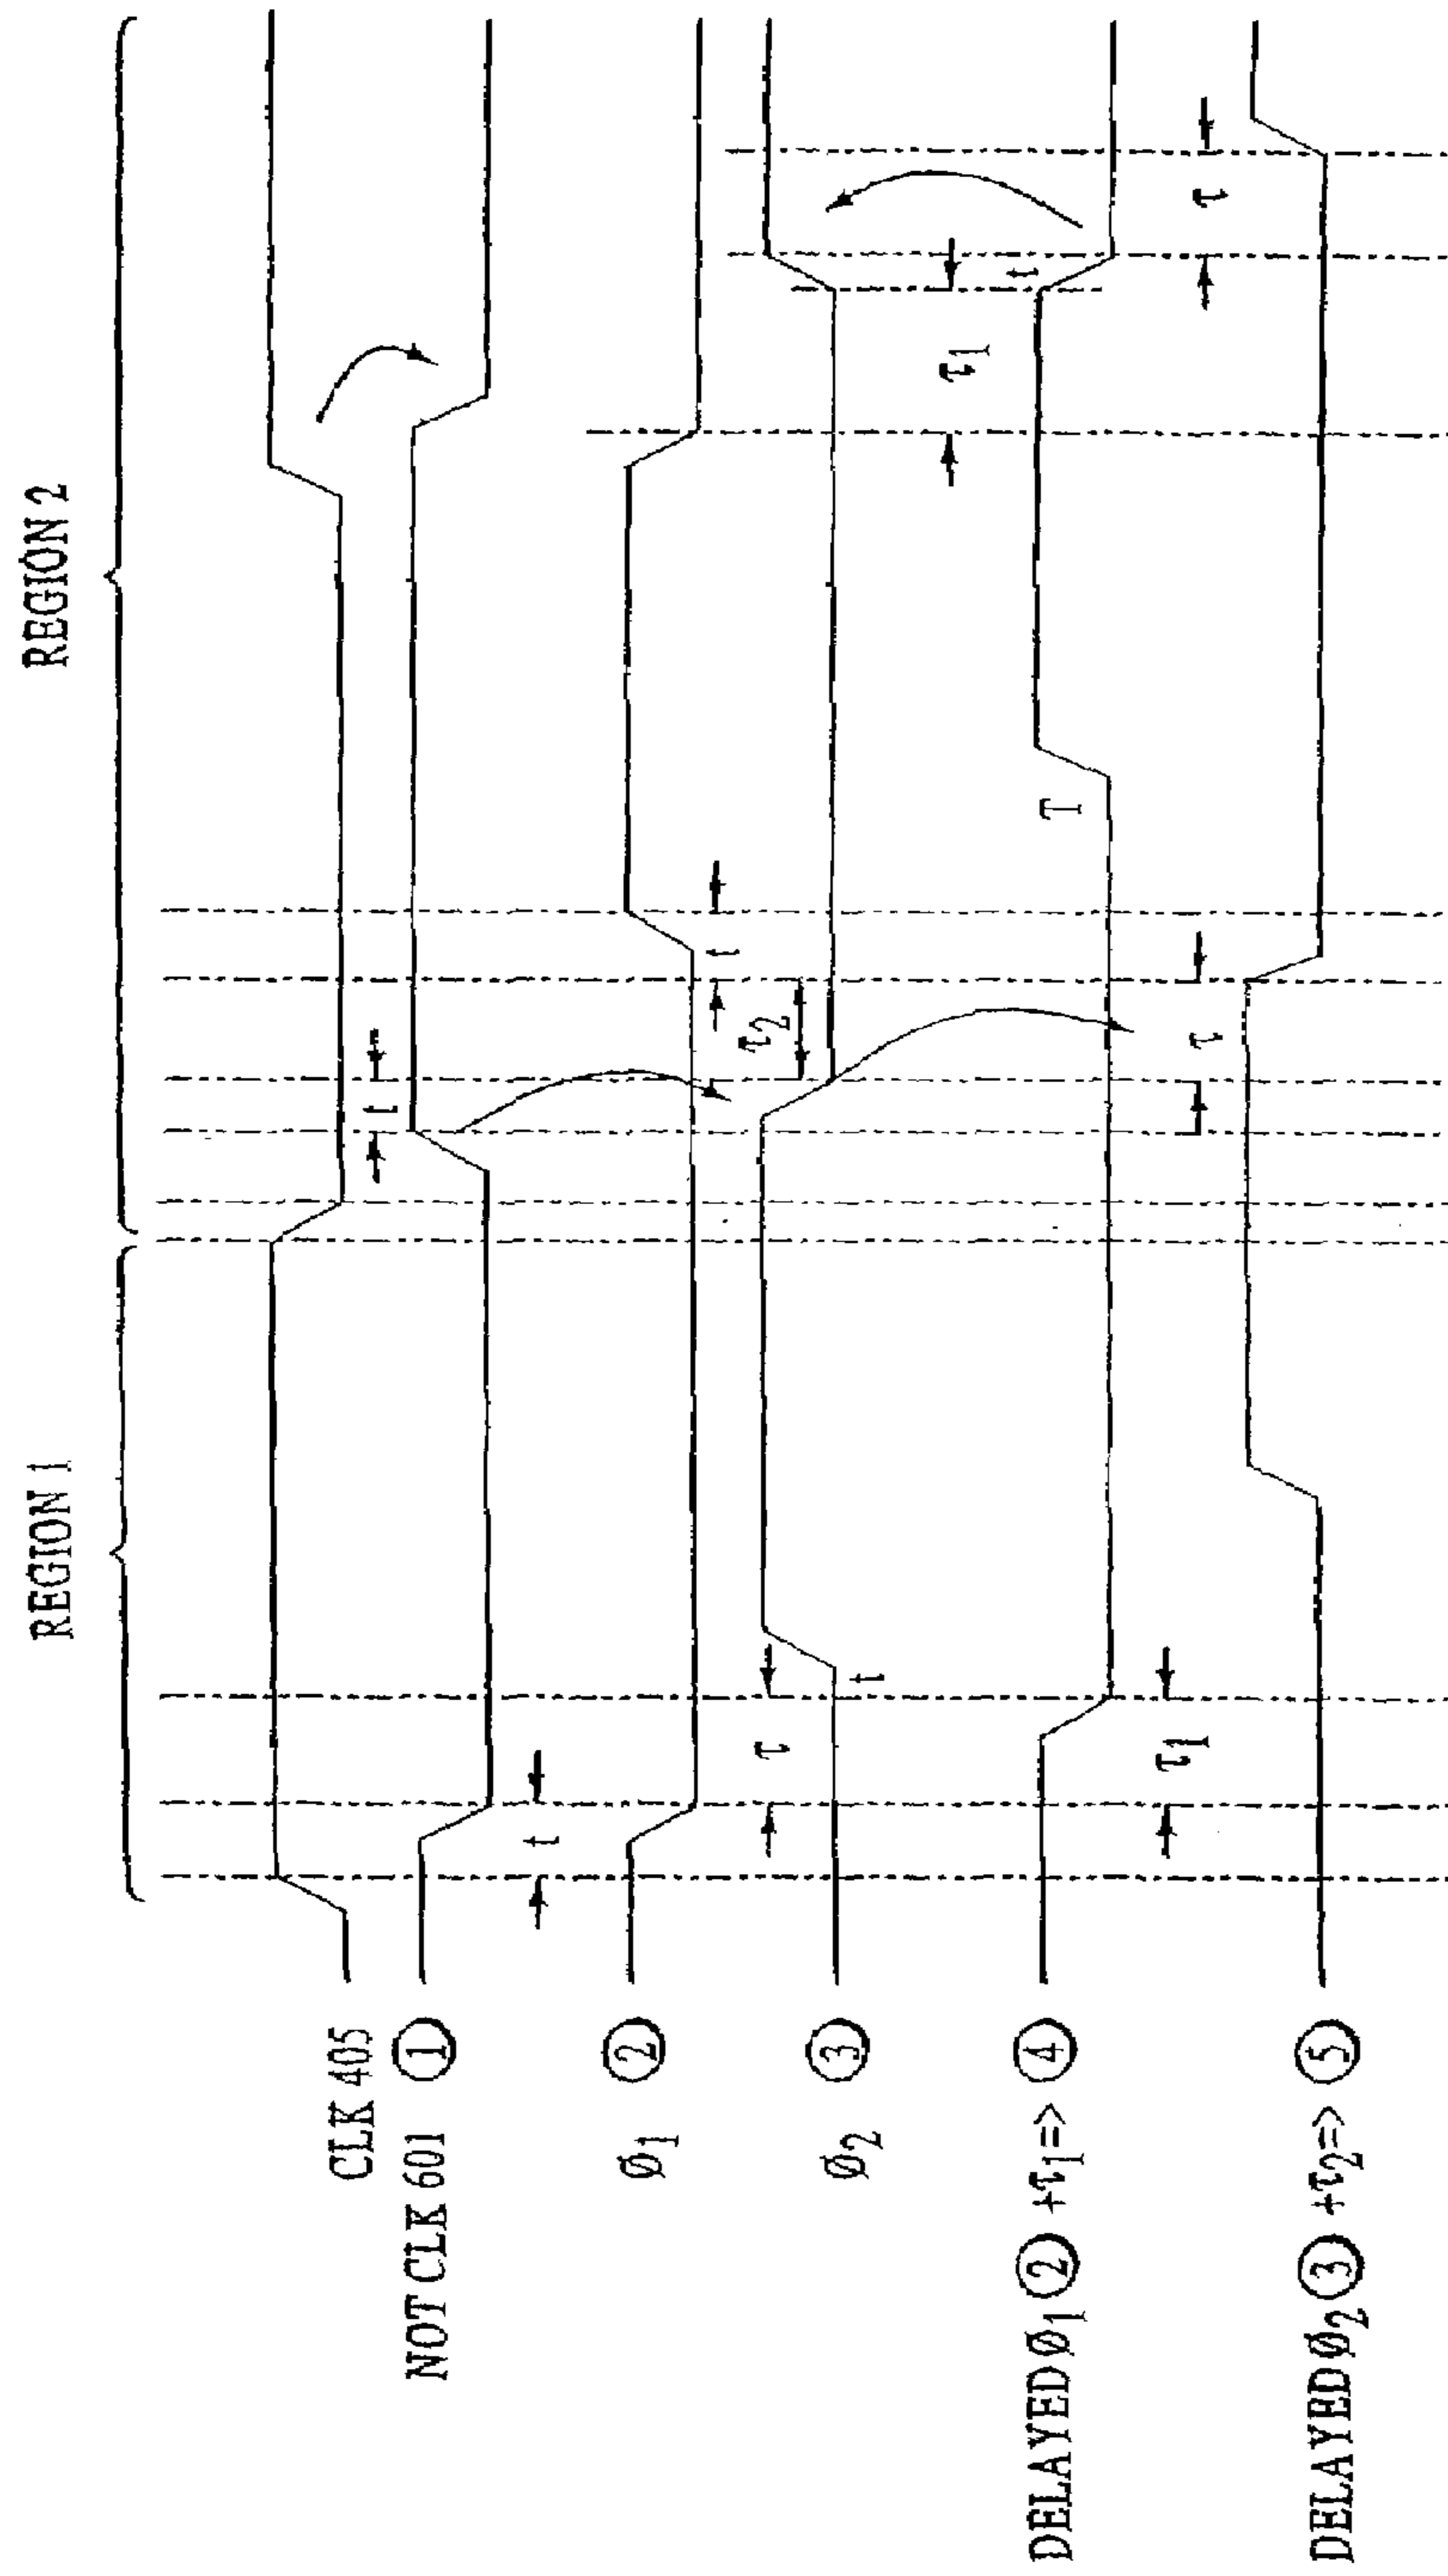 REGION 1
REGION 2
CLK 405
t
NOT CLK 601 ①
t
t
Ø1 ②
τ
τ2
τ1
Ø2 ③
t
t
T
DELAYED Ø1 ② +τ1=> ④
τ1
τ
τ
DELAYED Ø2 ③ +τ2=> ⑤